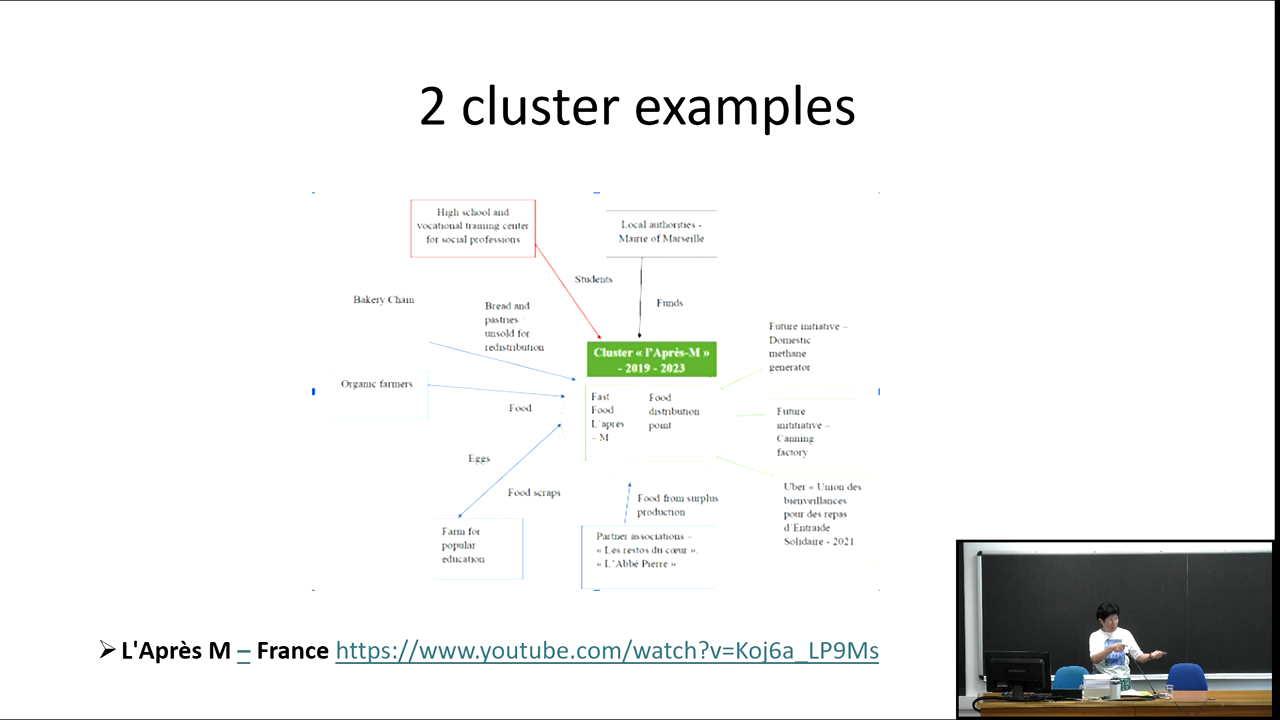 2 cluster examples
High school and
vocational training center
for social professions
Local authorities -
Mairie of Marseille
Students
Funds
Bakery Chain
Bread and
pastries
unsold for
redistribution
Organic farmers
Food
Eggs
Food scraps
Farm for
popular
education
Cluster « l'Après-M »
- 2019 - 2023
Fast
Food
L'apres
– M
Food
distribution
point
Food from surplus
production
Partner associations –
« Les restos du cœur »,
« L'Abbé Pierre »
Future initiative –
Domestic
methane
generator
Future
inititiative –
Canning
factory
Uber « Union des
bienveillances
pour des repas
d'Entraide
Solidaire - 2021
➢ L'Après M – France https://www.youtube.com/watch?v=Koj6a_LP9Ms